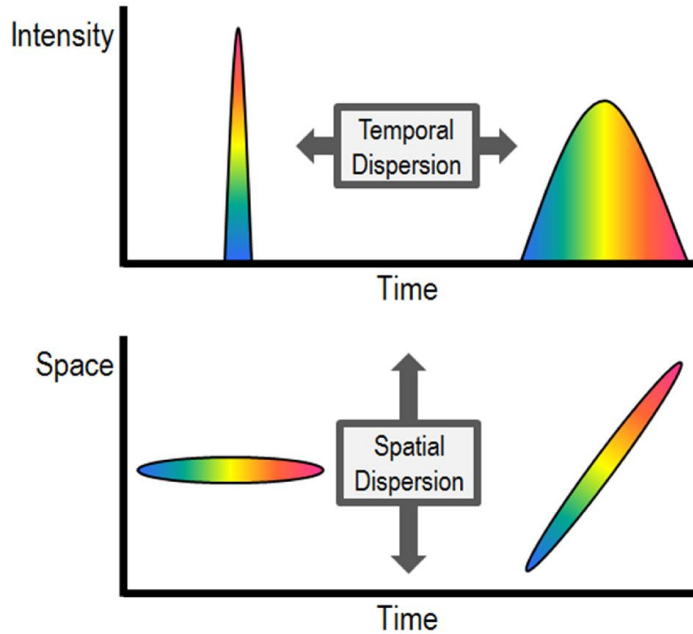 Intensity
Temporal
Dispersion
Time
Space
Spatial
Dispersion
Time